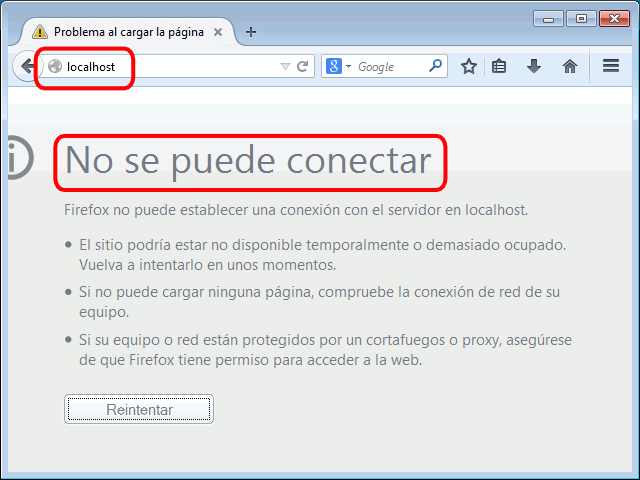 Problema al cargar la página
localhost
Google
No se puede conectar
Firefox no puede establecer una conexión con el servidor en localhost.
El sitio podría estar no disponible temporalmente o demasiado ocupado.
Vuelva a intentarlo en unos momentos.
Si no puede cargar ninguna página, compruebe la conexión de red de su
equipo.
Si su equipo o red están protegidos por un cortafuegos o proxy, asegúrese
de que Firefox tiene permiso para acceder a la web.
Reintentar